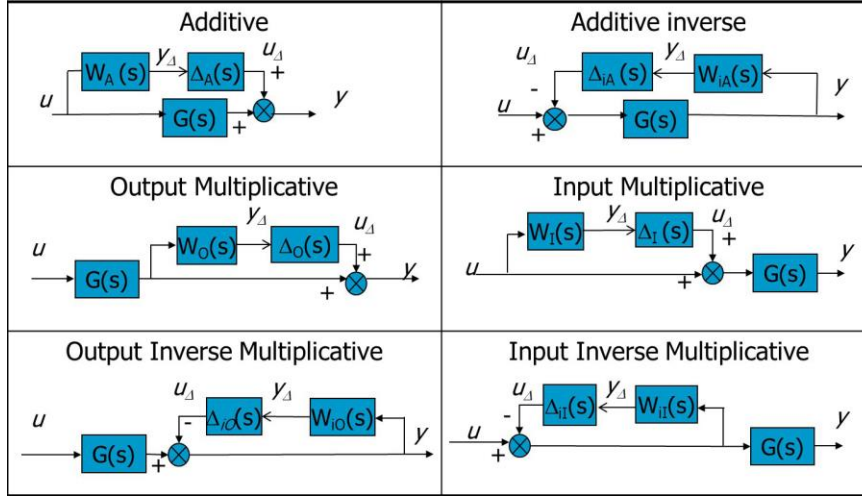 Additive
W_A(s) y_Δ Δ_A(s) u_Δ +
u G(s) + y
Additive inverse
u_Δ Δ_iA(s) y_Δ W_iA(s)
- u + G(s) y
Output Multiplicative
u W_O(s) y_Δ Δ_O(s) u_Δ +
G(s) + y
Input Multiplicative
W_I(s) y_Δ Δ_I(s) u_Δ +
u + G(s) y
Output Inverse Multiplicative
u_Δ Δ_iO(s) y_Δ W_iO(s)
u G(s) + - y
Input Inverse Multiplicative
u_Δ Δ_iI(s) y_Δ W_iI(s)
- u + G(s) y